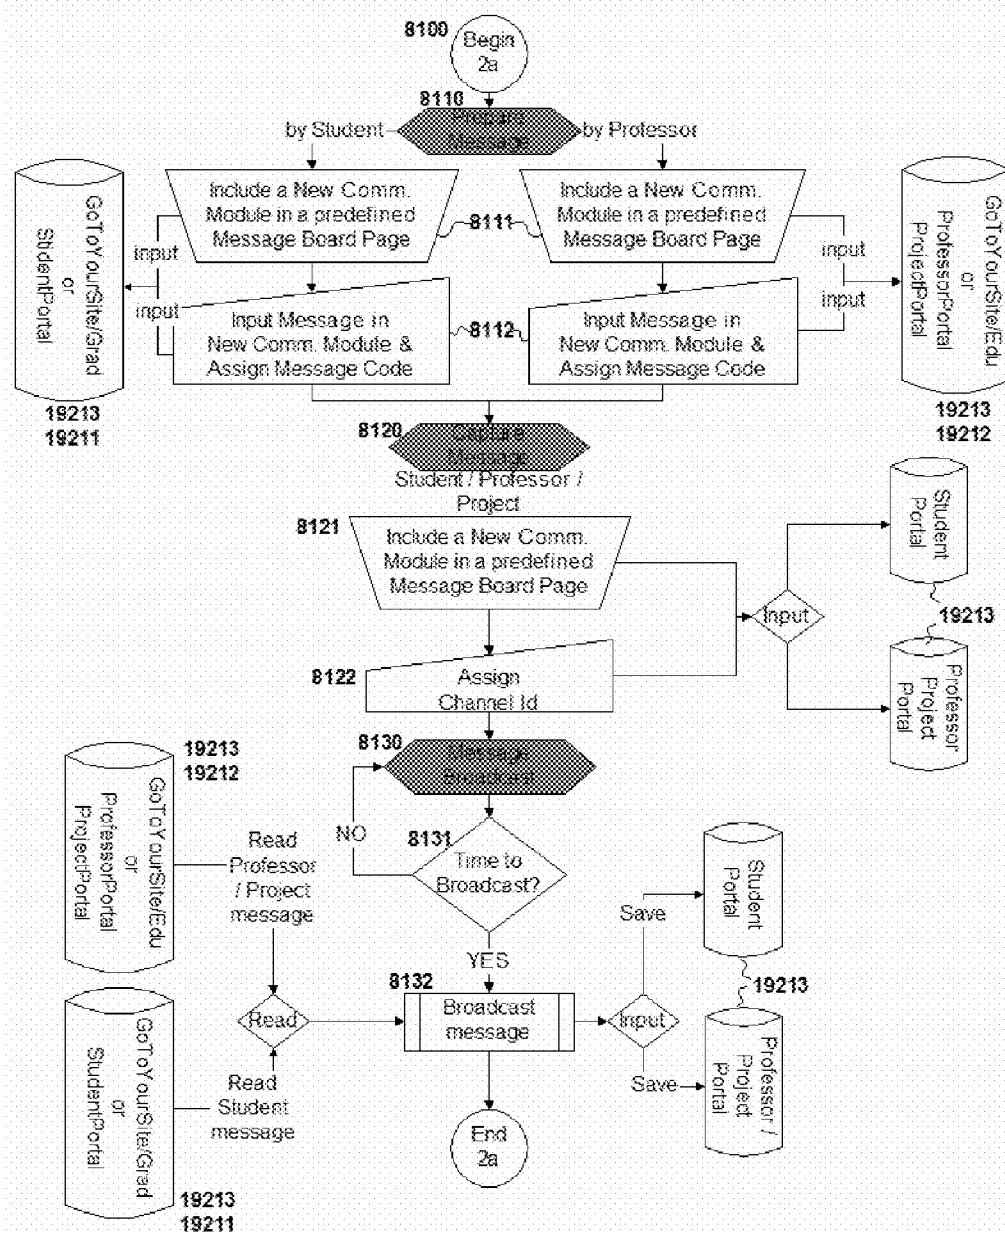 8100
Begin
2a
8110
Prepare
Message
by Student
by Professor
Include a New Comm.
Module in a predefined
Message Board Page
8111
Include a New Comm.
Module in a predefined
Message Board Page
input
input
input
input
GoToYourSite/Grad
or
StudentPortal
GoToYourSite/Edu
or
ProfessorPortal
ProjectPortal
Input Message in
New Comm. Module &
Assign Message Code
8112
Input Message in
New Comm. Module &
Assign Message Code
19213
19211
19213
19212
8120
Capture
Message
Student / Professor /
Project
8121
Include a New Comm.
Module in a predefined
Message Board Page
Student
Portal
Input
19213
8122
Assign
Channel Id
Professor
Project
Portal
8130
Message
Broadcast
19213
19212
GoToYourSite/Edu
or
ProfessorPortal
ProjectPortal
NO
8131
Time to
Broadcast?
Read
Professor
/ Project
message
Student
Portal
Save
YES
8132
Broadcast
message
Read
Input
19213
GoToYourSite/Grad
or
StudentPortal
Read
Student
message
Save
Professor /
Project
Portal
End
2a
19213
19211